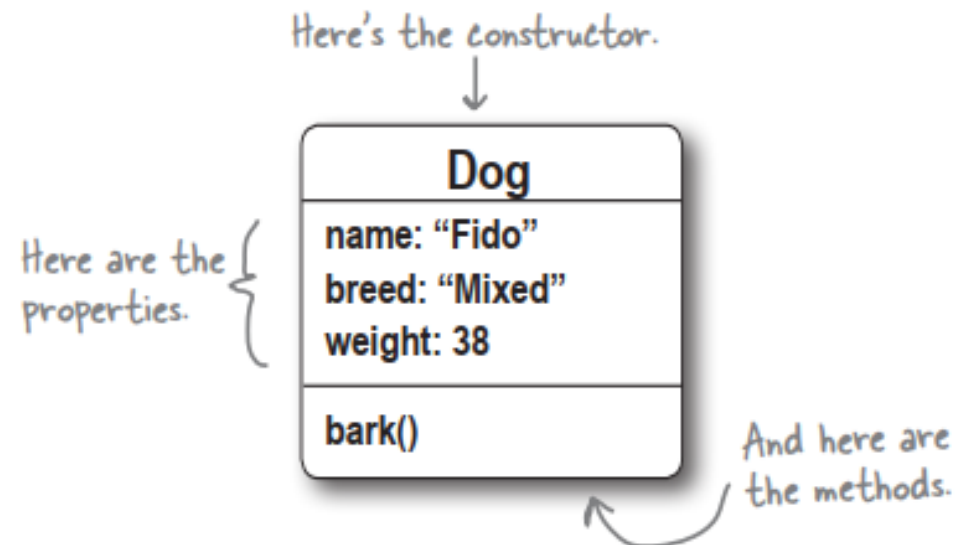 Here's the constructor.
Dog
Here are the
properties.
name: “Fido”
breed: “Mixed”
weight: 38
bark()
And here are
the methods.